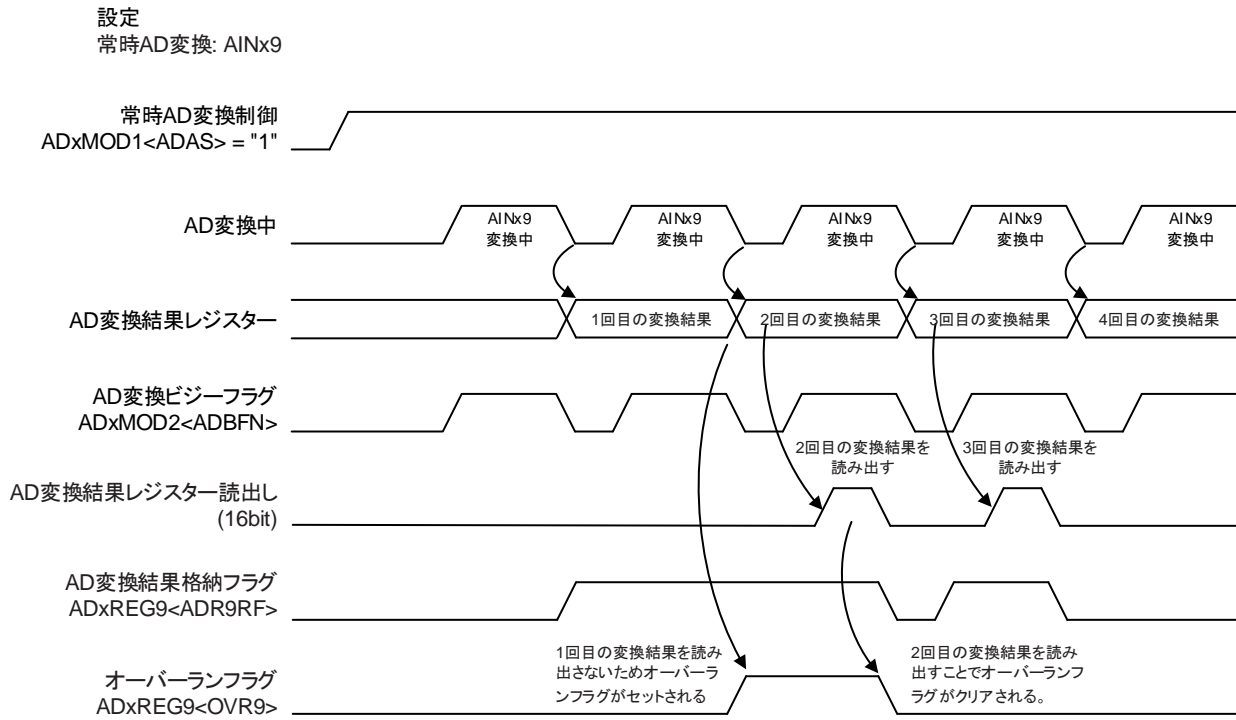 設定
常時AD変換: AINx9
常時AD変換制御
ADxMOD1<ADAS> = "1"
AD変換中
AINx9
変換中
AINx9
変換中
AINx9
変換中
AINx9
変換中
AINx9
変換中
AD変換結果レジスター
1回目の変換結果
2回目の変換結果
3回目の変換結果
4回目の変換結果
AD変換ビジーフラグ
ADxMOD2<ADBFN>
2回目の変換結果を
読み出す
3回目の変換結果を
読み出す
AD変換結果レジスター読出し
(16bit)
AD変換結果格納フラグ
ADxREG9<ADR9RF>
1回目の変換結果を読み
出さないためオーバーラ
ンフラグがセットされる
2回目の変換結果を読み
出すことでオーバーランフ
ラグがクリアされる。
オーバーランフラグ
ADxREG9<OVR9>